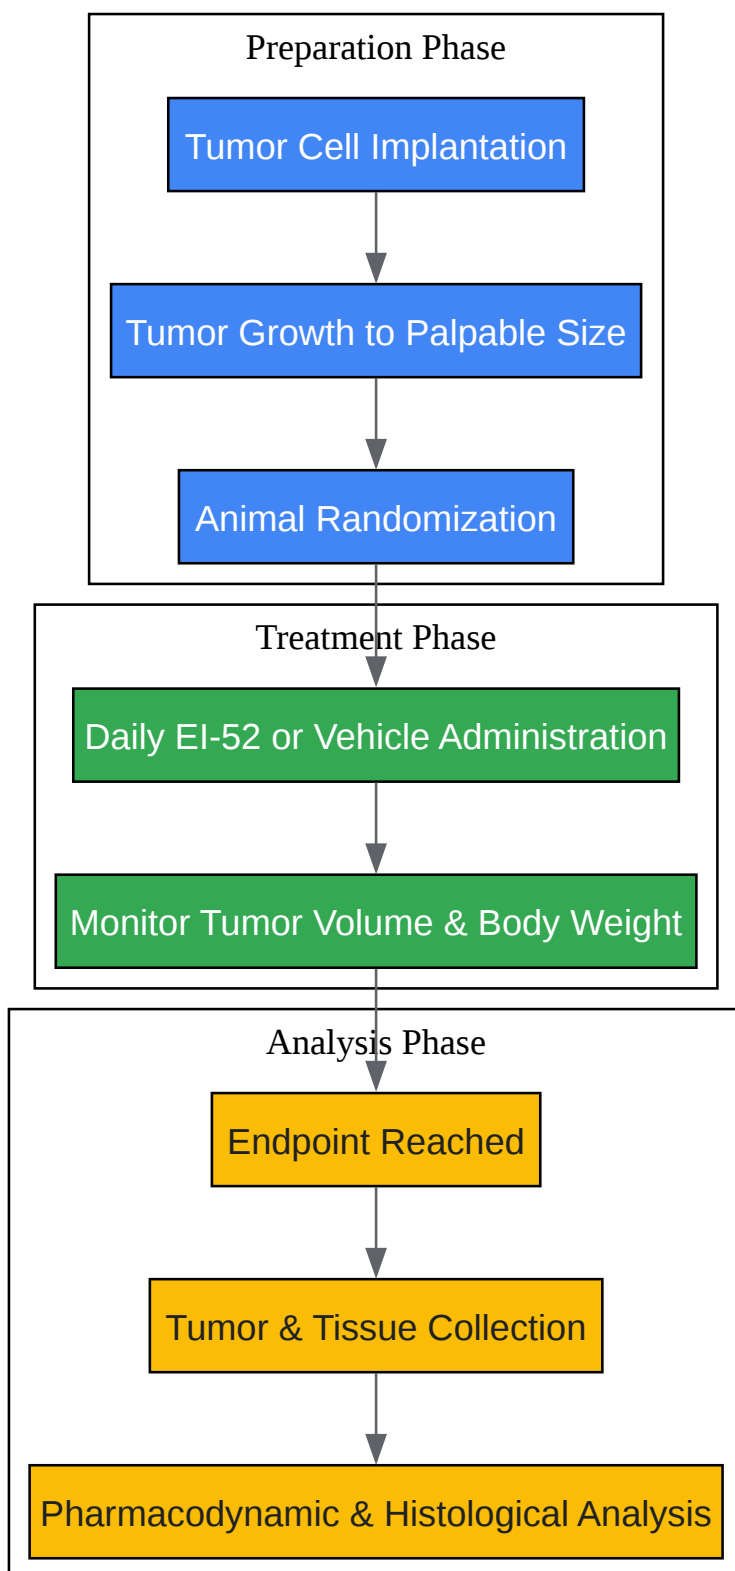 Preparation Phase
Tumor Cell Implantation
Tumor Growth to Palpable Size
Animal Randomization
Treatment Phase
Daily EI-52 or Vehicle Administration
Monitor Tumor Volume & Body Weight
Analysis Phase
Endpoint Reached
Tumor & Tissue Collection
Pharmacodynamic & Histological Analysis